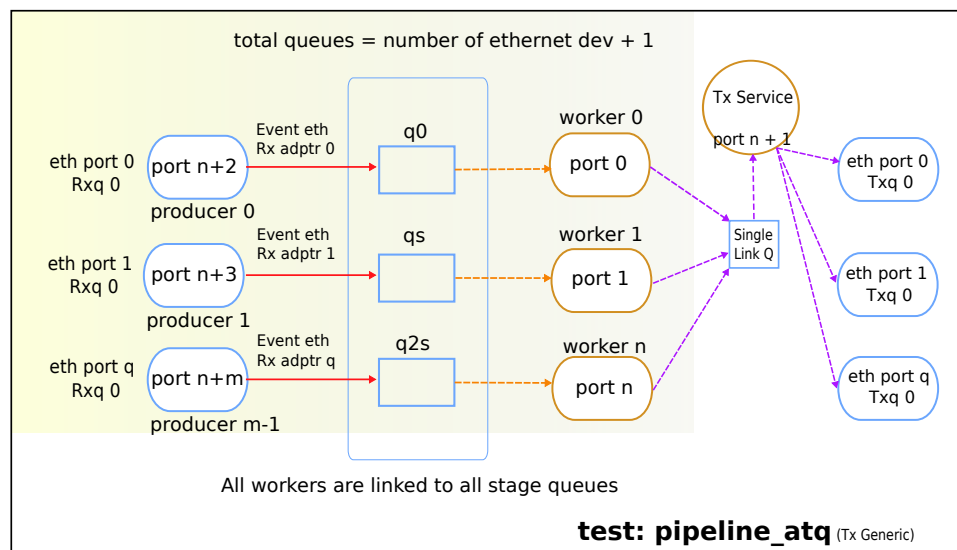 total queues = number of ethernet dev + 1
Tx Service
port n + 1
eth port 0
Rxq 0
port n+2
producer 0
Event eth
Rx adptr 0
q0
worker 0
port 0
eth port 0
Txq 0
eth port 1
Rxq 0
port n+3
producer 1
Event eth
Rx adptr 1
qs
worker 1
port 1
Single
Link Q
eth port 1
Txq 0
eth port q
Rxq 0
port n+m
producer m-1
Event eth
Rx adptr q
q2s
worker n
port n
eth port q
Txq 0
All workers are linked to all stage queues
test: pipeline_atq (Tx Generic)